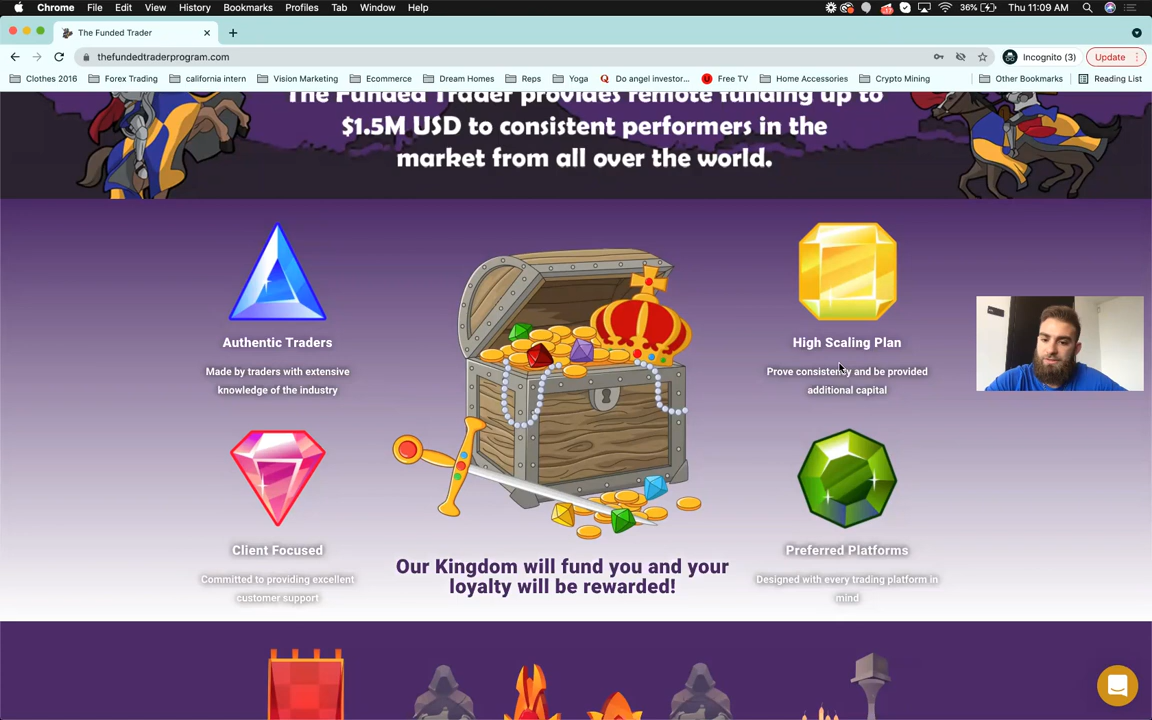 Chrome File Edit View History Bookmarks Profiles Tab Window Help
36% Thu 11:09 AM
The Funded Trader
thefundedtraderprogram.com
Incognito (3)
Update
Clothes 2016
Forex Trading
california intern
Vision Marketing
Ecommerce
Dream Homes
Reps
Yoga
Do angel investor...
Free TV
Home Accessories
Crypto Mining
Other Bookmarks
Reading List
The Funded Trader provides remote funding up to
$1.5M USD to consistent performers in the
market from all over the world.
Authentic Traders
Made by traders with extensive
knowledge of the industry
High Scaling Plan
Prove consistency and be provided
additional capital
Client Focused
Committed to providing excellent
customer support
Preferred Platforms
Designed with every trading platform in
mind
Our Kingdom will fund you and your
loyalty will be rewarded!